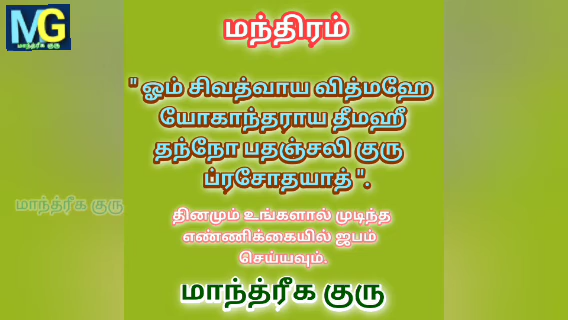 MG
மாந்த்ரீக குரு
மந்திரம்
" ஓம் சிவத்வாய வித்மஹே
யோகாந்தராய தீமஹீ
தந்நோ பதஞ்சலி குரு
ப்ரசோதயாத் ".
மாந்த்ரீக குரு
தினமும் உங்களால் முடிந்த
எண்ணிக்கையில் ஜபம்
செய்யவும்.
மாந்த்ரீக குரு